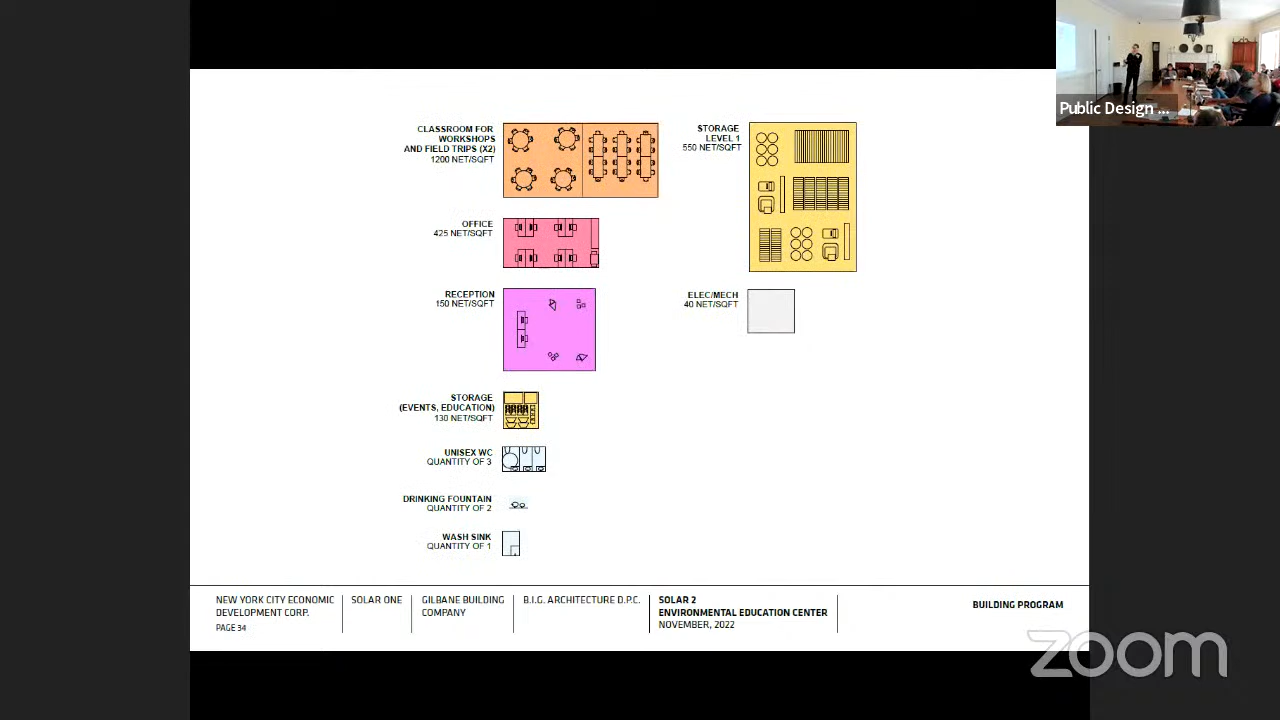 CLASSROOM FOR
WORKSHOPS
AND FIELD TRIPS (X2)
1200 NET/SQFT
OFFICE
425 NET/SQFT
RECEPTION
150 NET/SQFT
STORAGE
(EVENTS, EDUCATION)
130 NET/SQFT
UNISEX WC
QUANTITY OF 3
DRINKING FOUNTAIN
QUANTITY OF 2
WASH SINK
QUANTITY OF 1
STORAGE
LEVEL 1
550 NET/SQFT
ELEC/MECH
40 NET/SQFT
Public Design ...
NEW YORK CITY ECONOMIC
DEVELOPMENT CORP.
PAGE 34
SOLAR ONE
GILBANE BUILDING
COMPANY
B.I.G. ARCHITECTURE D.P.C.
SOLAR 2
ENVIRONMENTAL EDUCATION CENTER
NOVEMBER, 2022
BUILDING PROGRAM
zoom